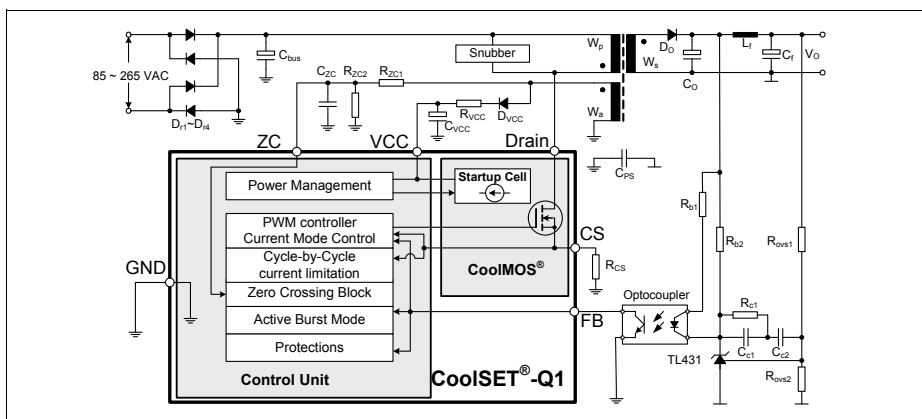 85 ~ 265 VAC
Dr1~Dr4
Cbus
Snubber
Wp
Ws
Wa
DO
CO
Lf
Cf
VO
CZC
RZC2
RZC1
CVCC
RVCC
DVCC
CPS
ZC
VCC
Drain
Power Management
Startup Cell
PWM controller
Current Mode Control
Cycle-by-Cycle
current limitation
Zero Crossing Block
Active Burst Mode
Protections
Control Unit
CoolMOS®
CoolSET®-Q1
GND
CS
RCS
FB
Optocoupler
Rb1
Rb2
Rovs1
Rc1
Cc1
Cc2
TL431
Rovs2